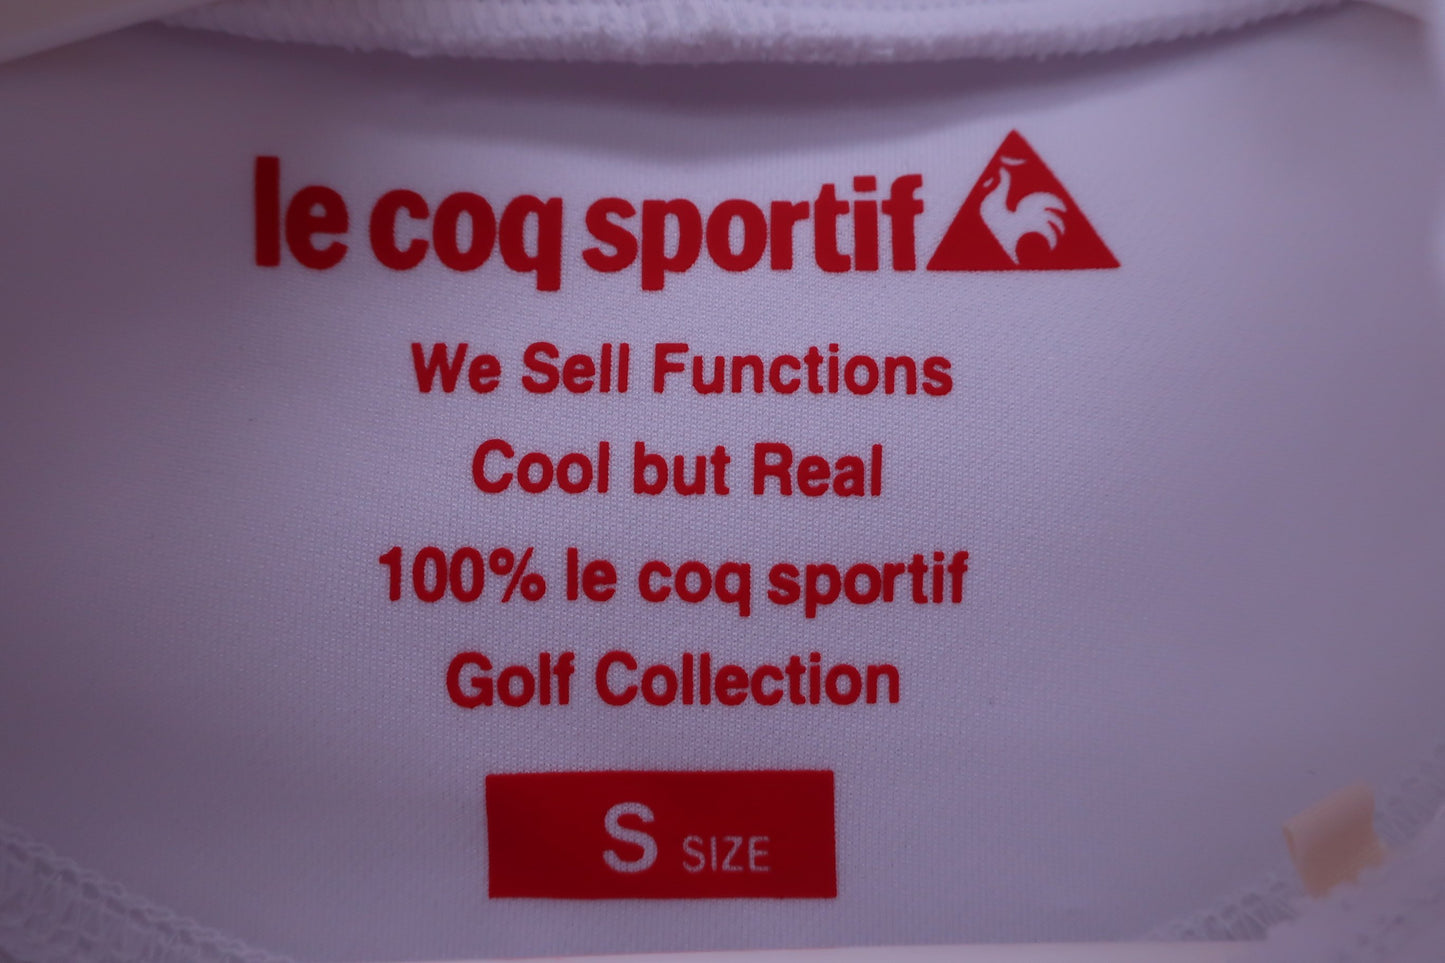 le coq sportif
We Sell Functions
Cool but Real
100% le coq sportif
Golf Collection
S SIZE